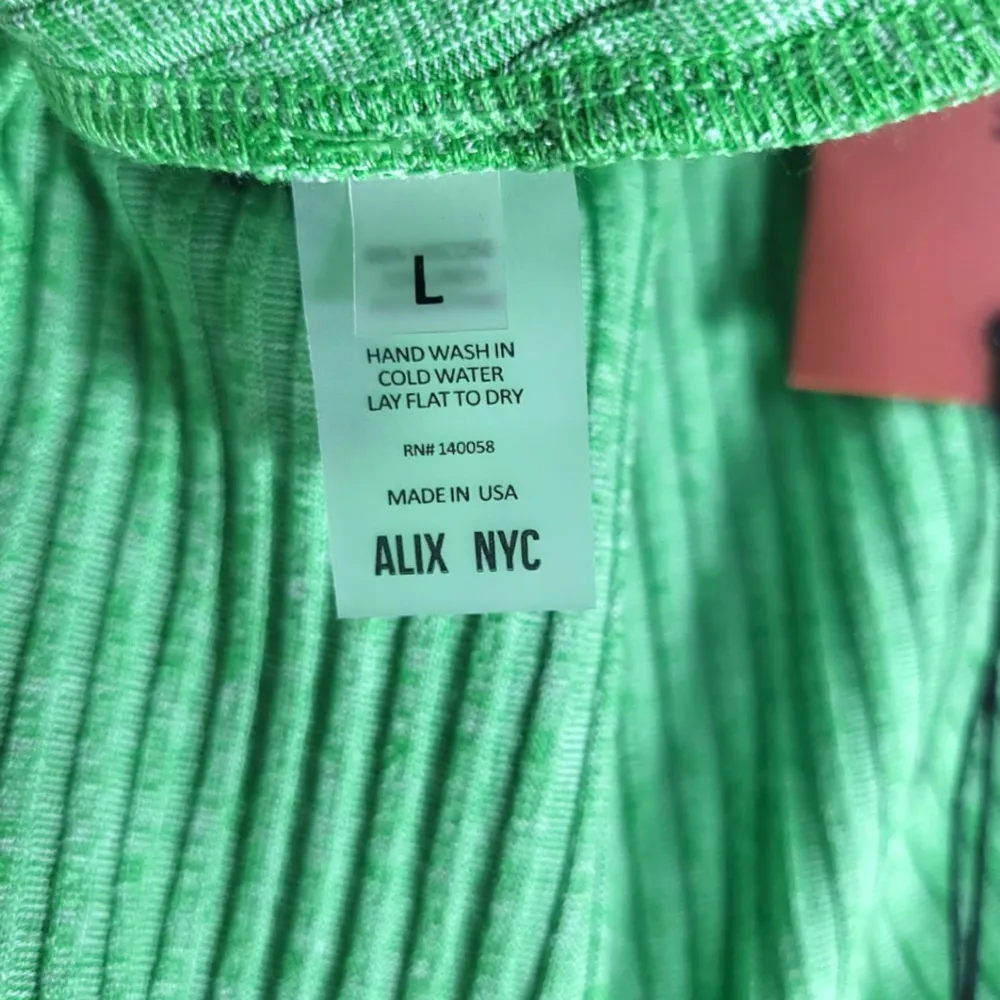 L
HAND WASH IN
COLD WATER
LAY FLAT TO DRY
RN# 140058
MADE IN USA
ALIX NYC